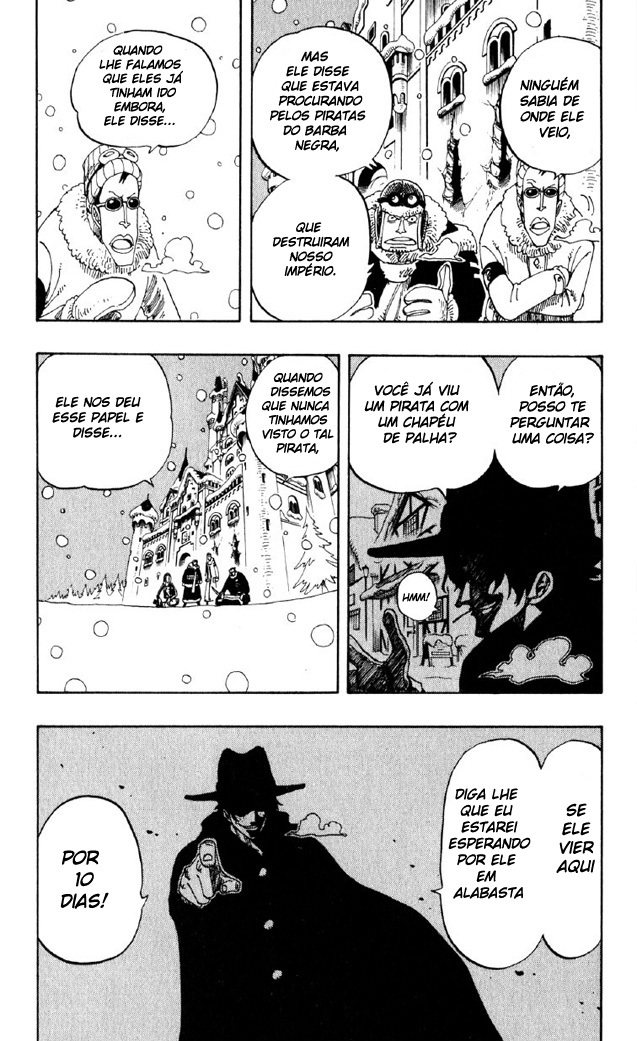 NINGUÉM
SABIA DE
ONDE ELE
VEIO,
MAS
ELE DISSE
QUE ESTAVA
PROCURANDO
PELOS PIRATAS
DO BARBA
NEGRA,
QUE
DESTRUIRAM
NOSSO
IMPÉRIO.
QUANDO
LHE FALAMOS
QUE ELES JÁ
TINHAM IDO
EMBORA,
ELE DISSE...
ENTÃO,
POSSO TE
PERGUNTAR
UMA COISA?
VOCÊ JÁ VIU
UM PIRATA COM
UM CHAPÉU
DE PALHA?
HMM!
QUANDO
DISSEMOS
QUE NUNCA
TINHAMOS
VISTO O TAL
PIRATA,
ELE NOS DEU
ESSE PAPEL E
DISSE...
SE
ELE
VIER
AQUI
DIGA LHE
QUE EU
ESTAREI
ESPERANDO
POR ELE
EM
ALABASTA
POR
10
DIAS!